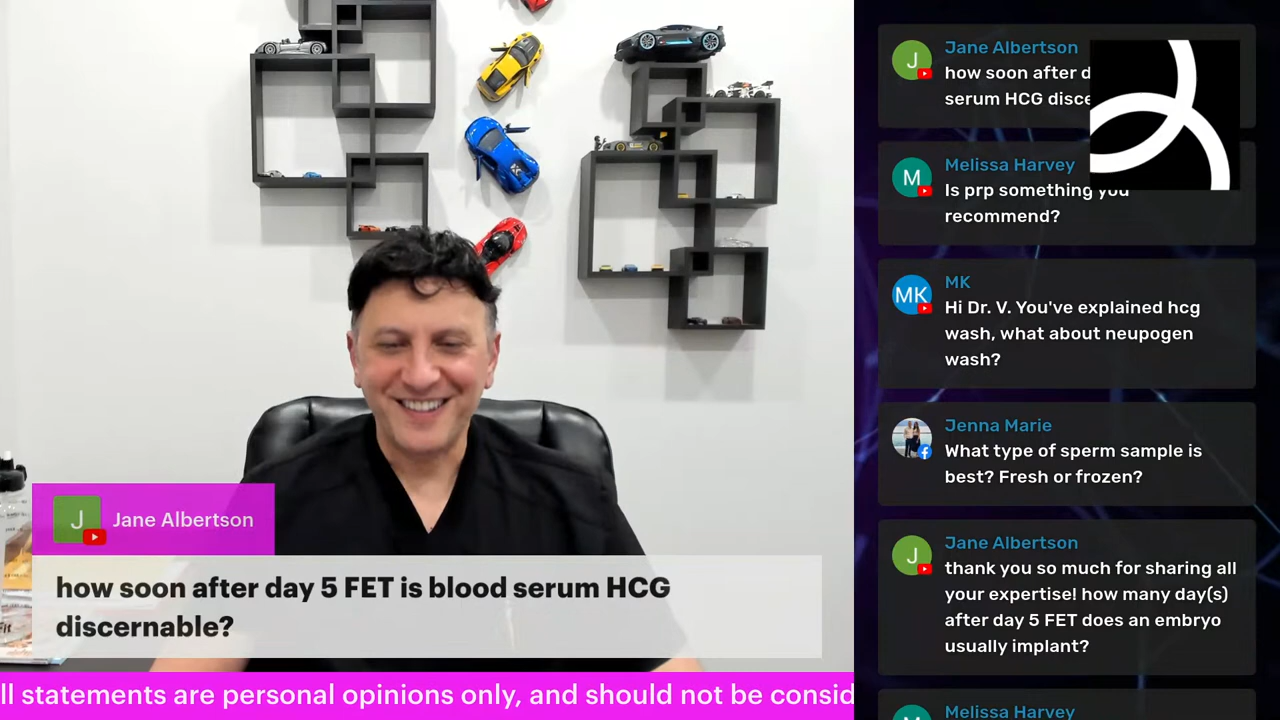 J Jane Albertson
how soon after day 5 FET is blood serum HCG
discernable?
ll statements are personal opinions only, and should not be consid
J Jane Albertson
how soon after d
serum HCG disce
M Melissa Harvey
Is prp something you
recommend?
MK MK
Hi Dr. V. You've explained hcg
wash, what about neupogen
wash?
Jenna Marie
What type of sperm sample is
best? Fresh or frozen?
J Jane Albertson
thank you so much for sharing all
your expertise! how many day(s)
after day 5 FET does an embryo
usually implant?
Melissa Harvey